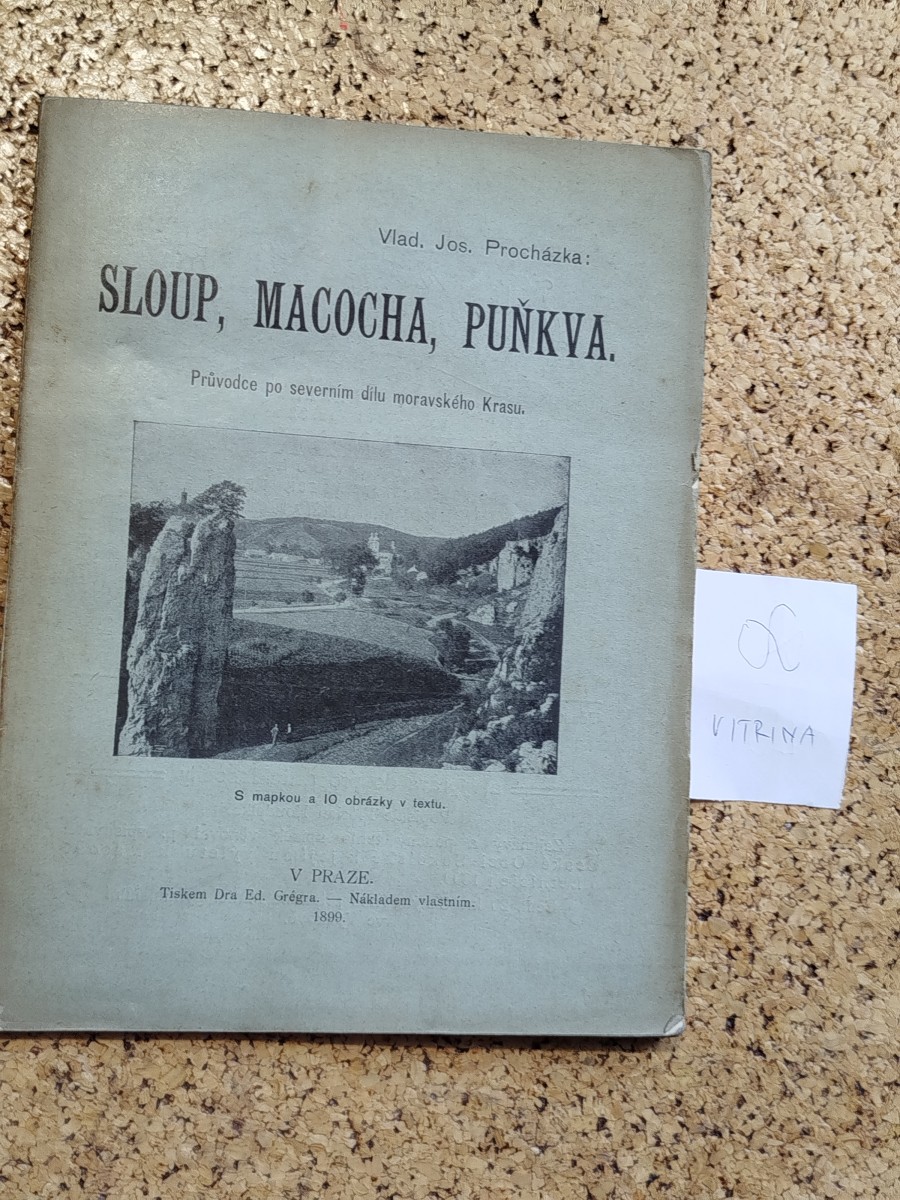 Vlad. Jos. Procházka:
SLOUP, MACOCHA, PUŇKVA.
Průvodce po severním dílu moravského Krasu.
S mapkou a 10 obrázky v textu.
V PRAZE.
Tiskem Dra Ed. Grégra. — Nákladem vlastním.
1899.
VITRINA